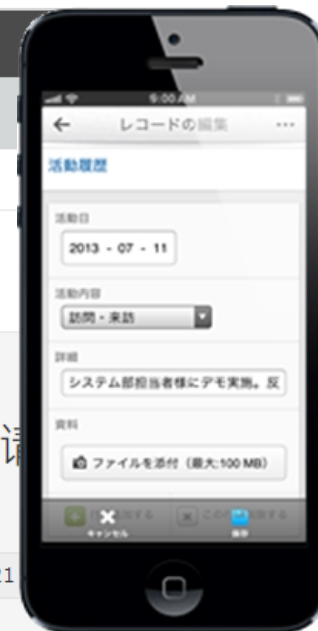 9:00 AM
レコードの編集
活動履歴
活動日
2013 - 07 - 11
活動内容
訪問・来訪
詳細
システム部担当者様にデモ実施。反
資料
ファイルを添付（最大:100 MB）
キャンセル
保存
请
21